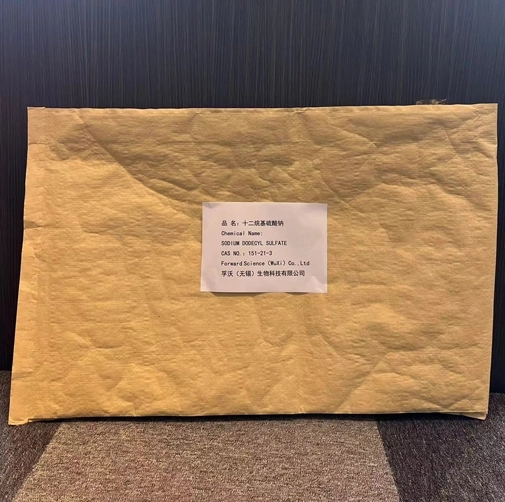 品 名：十二烷基硫酸钠
Chemical Name:
SODIUM DODECYL SULFATE
CAS NO.：151-21-3
Forward Science (WuXi) Co.,Ltd
孚沃（无锡）生物科技有限公司